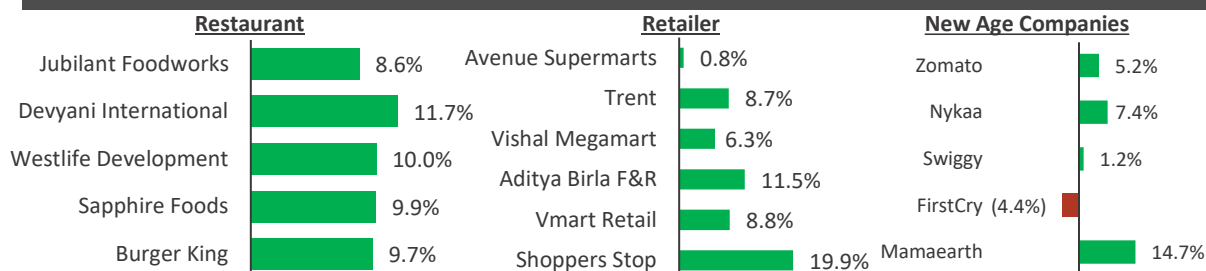 Restaurant
Jubilant Foodworks 8.6%
Devyani International 11.7%
Westlife Development 10.0%
Sapphire Foods 9.9%
Burger King 9.7%
Retailer
Avenue Supermarts 0.8%
Trent 8.7%
Vishal Megamart 6.3%
Aditya Birla F&R 11.5%
Vmart Retail 8.8%
Shoppers Stop 19.9%
New Age Companies
Zomato 5.2%
Nykaa 7.4%
Swiggy 1.2%
FirstCry (4.4%)
Mamaearth 14.7%